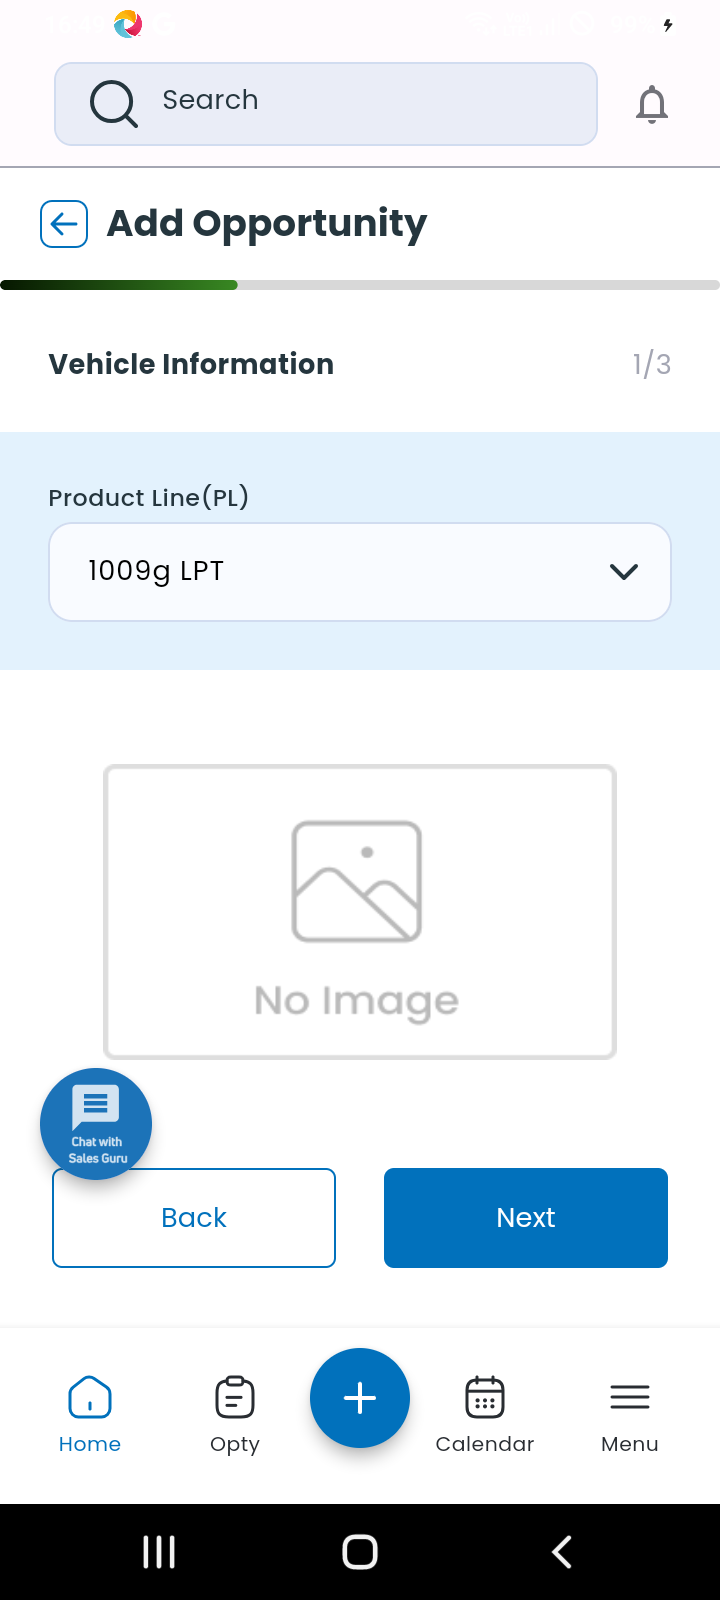 Search
Add Opportunity
Vehicle Information
1/3
Product Line(PL)
1009g LPT
No Image
Chat with
Sales Guru
Back
Next
Home
Opty
Calendar
Menu